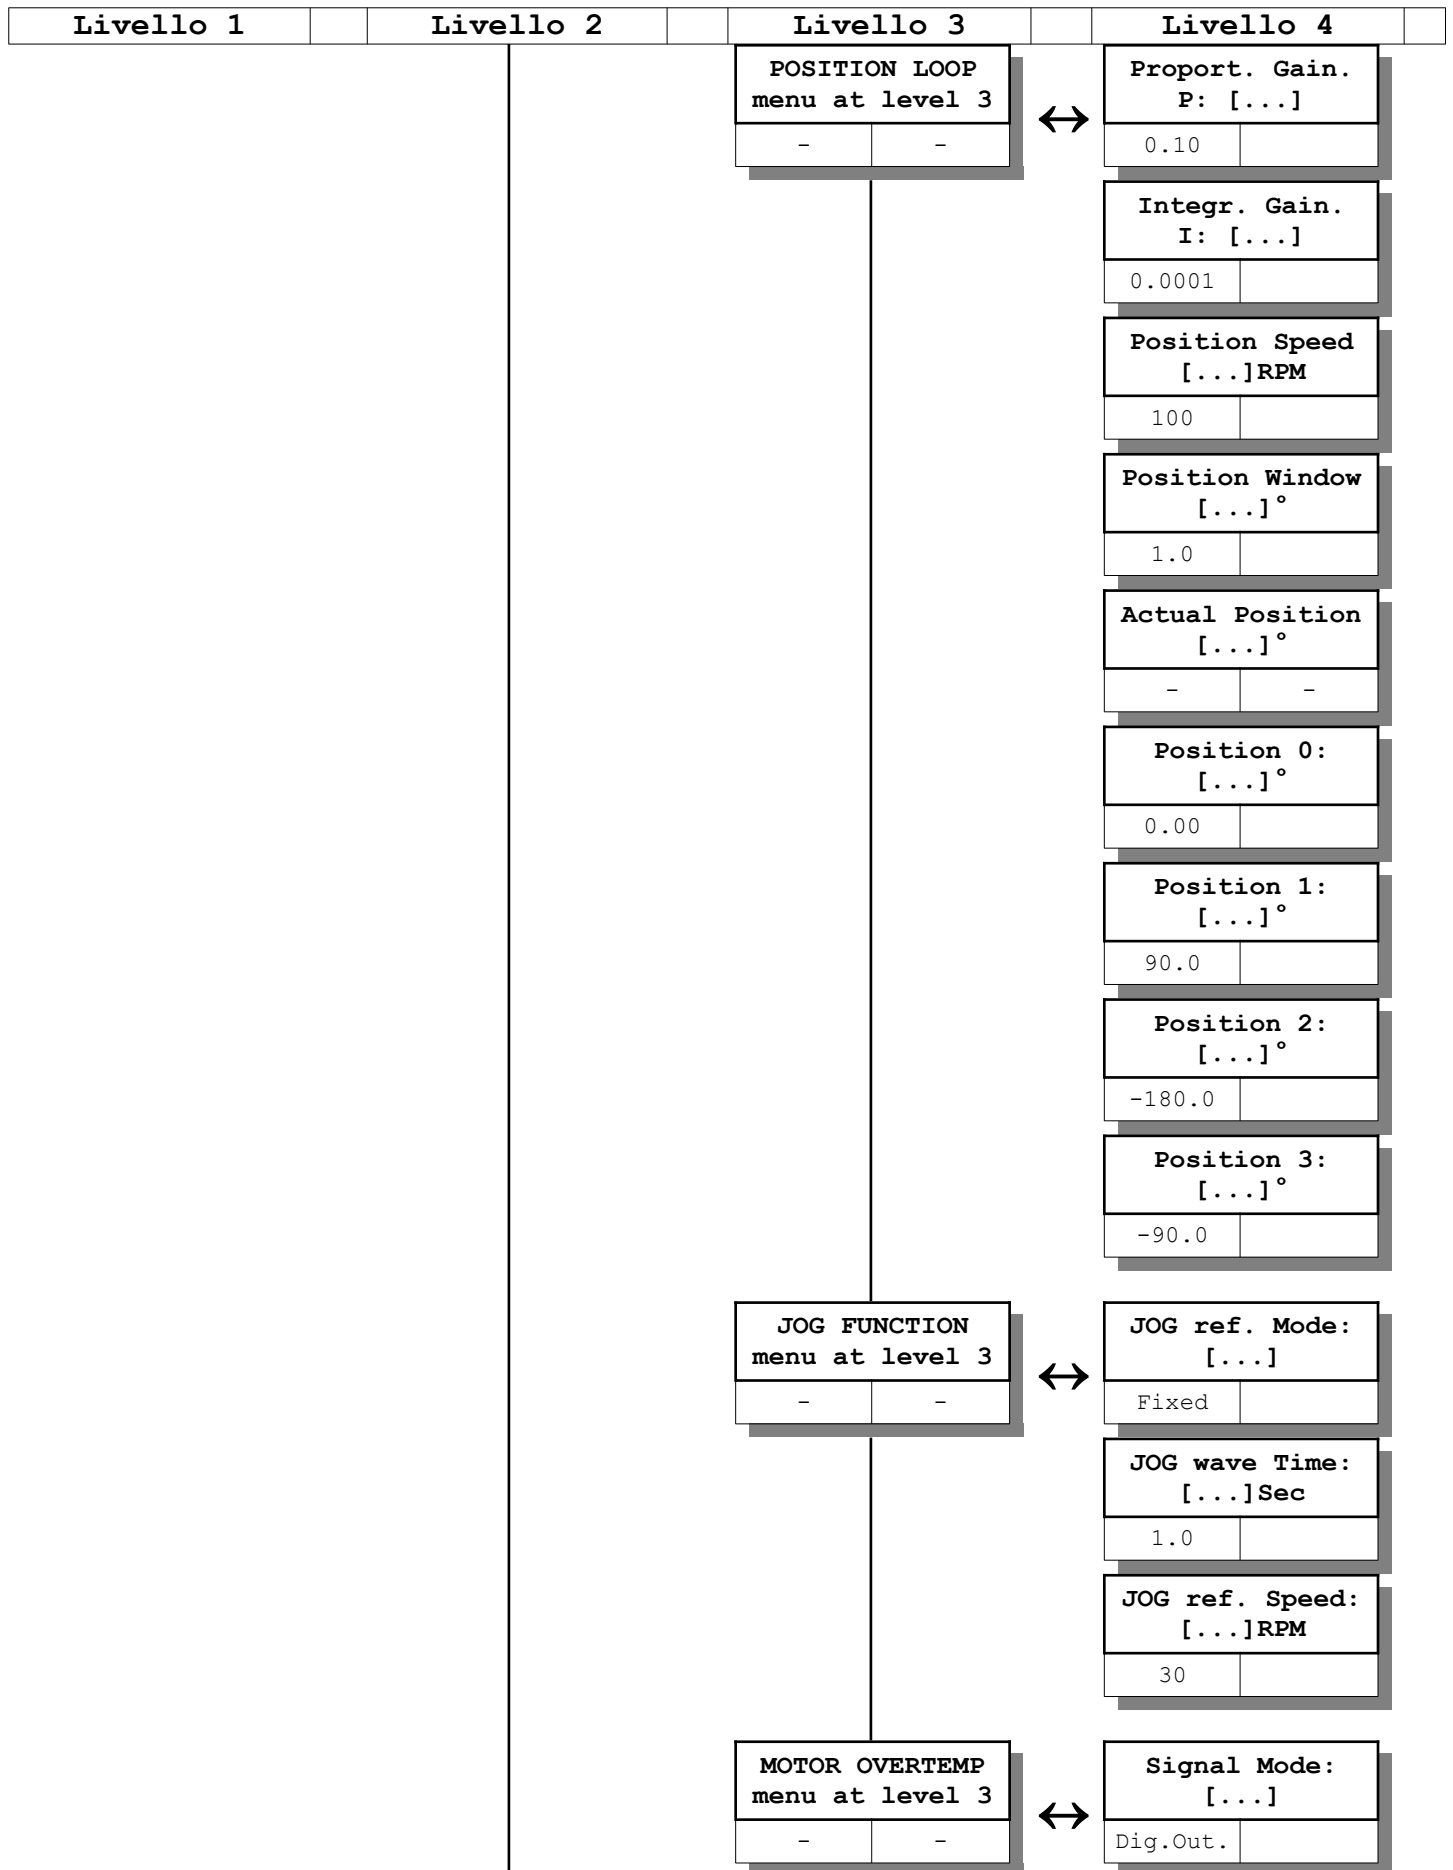 Livello 1 Livello 2 Livello 3 Livello 4
POSITION LOOP
menu at level 3
- -
Proport. Gain.
P: [...]
0.10
Integr. Gain.
I: [...]
0.0001
Position Speed
[...]RPM
100
Position Window
[...]°
1.0
Actual Position
[...]°
- -
Position 0:
[...]°
0.00
Position 1:
[...]°
90.0
Position 2:
[...]°
-180.0
Position 3:
[...]°
-90.0
JOG FUNCTION
menu at level 3
- -
JOG ref. Mode:
[...]
Fixed
JOG wave Time:
[...]Sec
1.0
JOG ref. Speed:
[...]RPM
30
MOTOR OVERTEMP
menu at level 3
- -
Signal Mode:
[...]
Dig.Out.